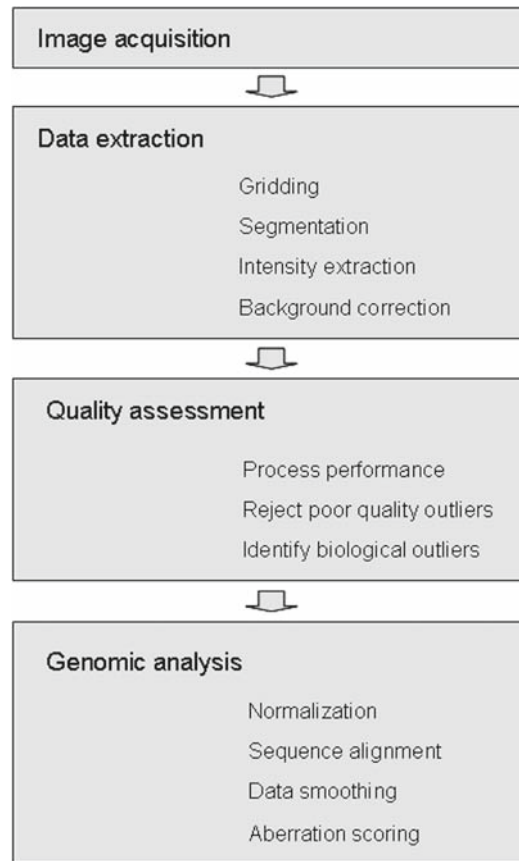 Image acquisition
Data extraction
Gridding
Segmentation
Intensity extraction
Background correction
Quality assessment
Process performance
Reject poor quality outliers
Identify biological outliers
Genomic analysis
Normalization
Sequence alignment
Data smoothing
Aberration scoring